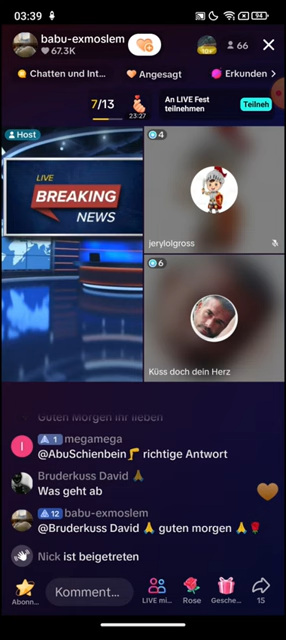 03:39
94
babu-exmoslem
67.3K
10+
66
Chatten und Int...
Angesagt
Erkunden
7/13
23:27
An LIVE Fest
teilnehmen
Teilneh
Host
LIVE
BREAKING
NEWS
4
jerylolgross
6
Küss doch dein Herz
Guten Morgen ihr lieben
I
1 megamega
@AbuSchienbein richtige Antwort
Bruderkuss David 🙏
Was geht ab
12 babu-exmoslem
@Bruderkuss David 🙏 guten morgen 🙏🌹
Nick ist beigetreten
Abonn...
Komment...
LIVE mi...
Rose
Gesche...
15